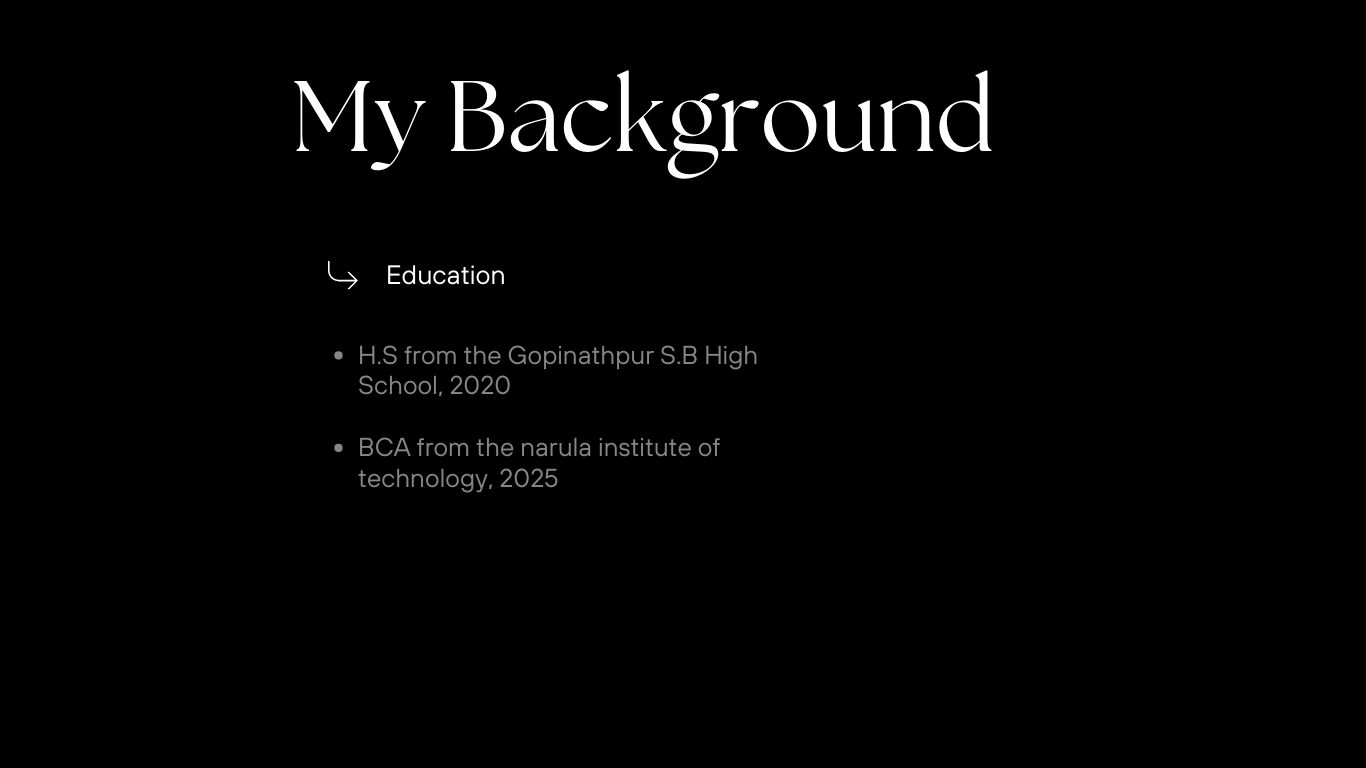 My Background
Education
• H.S from the Gopinathpur S.B High
School, 2020
• BCA from the narula institute of
technology, 2025